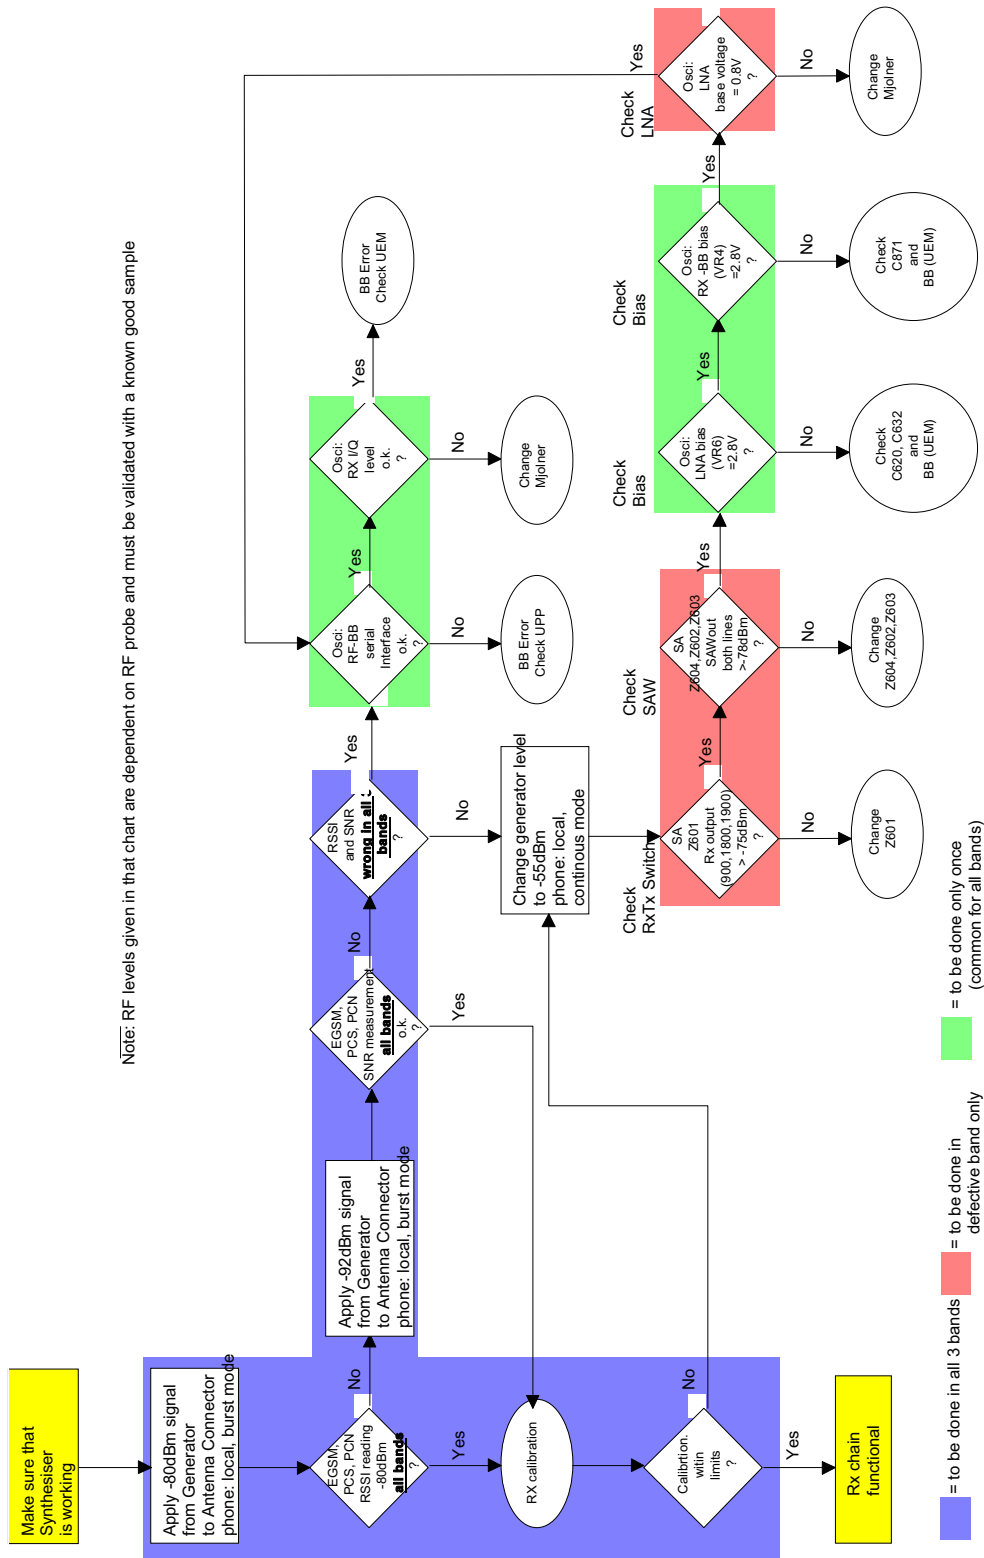 Note: RF levels given in that chart are dependent on RF probe and must be validated with a known good sample
Make sure that
Synthesiser
is working
Apply -80dBm signal
from Generator
to Antenna Connector
phone: local, burst mode
EGSM,
PCS, PCN
RSSI reading
-80dBm
all bands
?
No
Yes
Apply -92dBm signal
from Generator
to Antenna Connector
phone: local, burst mode
EGSM,
PCS, PCN
SNR measurement
all bands
o.k.
?
No
Yes
RSSI
and SNR
wrong in all
bands
?
Yes
No
Osci:
RF-BB
serial
Interface
o.k.
?
Yes
No
Osci:
RX I/Q
level
o.k.
?
Yes
No
BB Error
Check UEM
BB Error
Check UPP
Change
Mjolner
RX calibration
Calibrtion.
witin
limits
?
No
Yes
Rx chain
functional
Change generator level
to -55dBm
phone: local,
continous mode
Check
RxTx Switch
SA
Z601
Rx output
(900,1800,1900)
> -75dBm
?
Yes
No
Change
Z601
Check
SAW
SA
Z604,Z602,Z603
SAWout
both lines
>-78dBm
?
Yes
No
Change
Z604,Z602,Z603
Check
Bias
Osci:
LNA bias
(VR6)
=2.8V
?
Yes
No
Check
C620, C632
and
BB (UEM)
Check
Bias
Osci:
RX -BB bias
(VR4)
=2.8V
?
Yes
No
Check
C871
and
BB (UEM)
Check
LNA
Osci:
LNA
base voltage
= 0.8V
?
Yes
No
Change
Mjolner
= to be done in all 3 bands
= to be done in
defective band only
= to be done only once
(common for all bands)